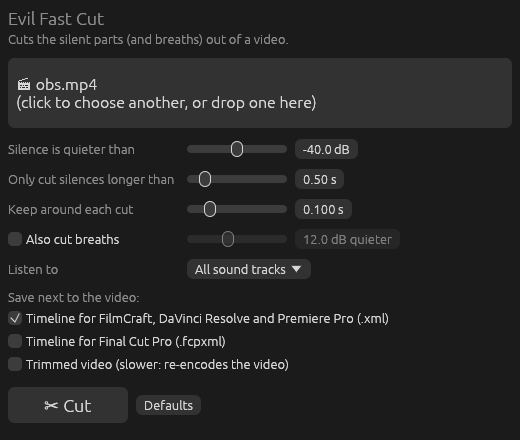 Evil Fast Cut
Cuts the silent parts (and breaths) out of a video.
obs.mp4
(click to choose another, or drop one here)
Silence is quieter than -40.0 dB
Only cut silences longer than 0.50 s
Keep around each cut 0.100 s
Also cut breaths 12.0 dB quieter
Listen to All sound tracks
Save next to the video:
Timeline for FilmCraft, DaVinci Resolve and Premiere Pro (.xml)
Timeline for Final Cut Pro (.fcpxml)
Trimmed video (slower: re-encodes the video)
Cut Defaults